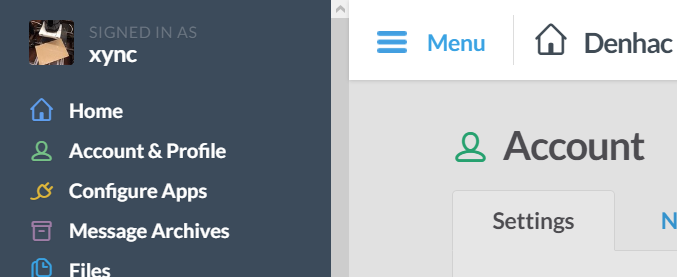 SIGNED IN AS
xync
Home
Account & Profile
Configure Apps
Message Archives
Files
Menu
Denhac
Account
Settings
N